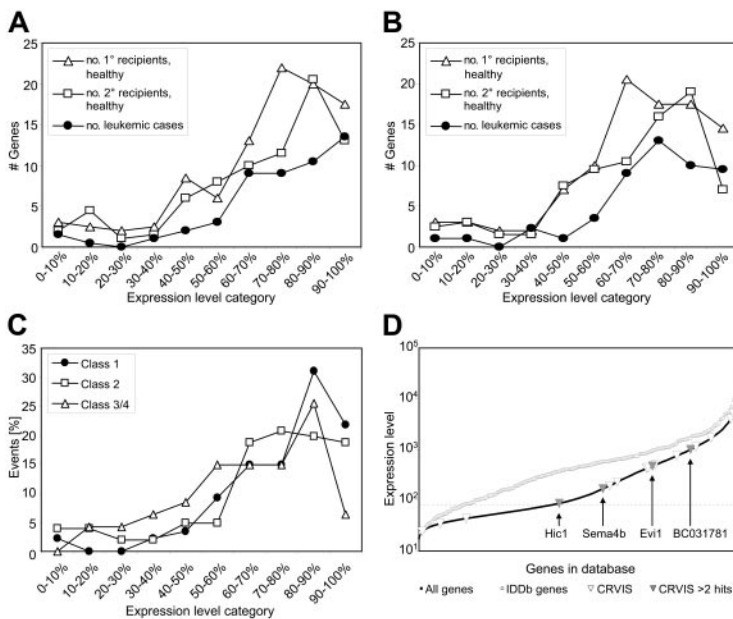 A
25
20
15
10
5
0
# Genes
no. 1° recipients,
healthy
no. 2° recipients,
healthy
no. leukemic cases
0-10%
10-20%
20-30%
30-40%
40-50%
50-60%
60-70%
70-80%
80-90%
90-100%
Expression level category
B
25
20
15
10
5
0
# Genes
no. 1° recipients,
healthy
no. 2° recipients,
healthy
no. leukemic cases
0-10%
10-20%
20-30%
30-40%
40-50%
50-60%
60-70%
70-80%
80-90%
90-100%
Expression level category
C
35
30
25
20
15
10
5
0
Events [%]
Class 1
Class 2
Class 3/4
0-10%
10-20%
20-30%
30-40%
40-50%
50-60%
60-70%
70-80%
80-90%
90-100%
Expression level category
D
10⁵
10⁴
10³
10²
10¹
Expression level
Hic1 Sema4b Evi1 BC031781
Genes in database
All genes IDDb genes CRVIS CRVIS >2 hits